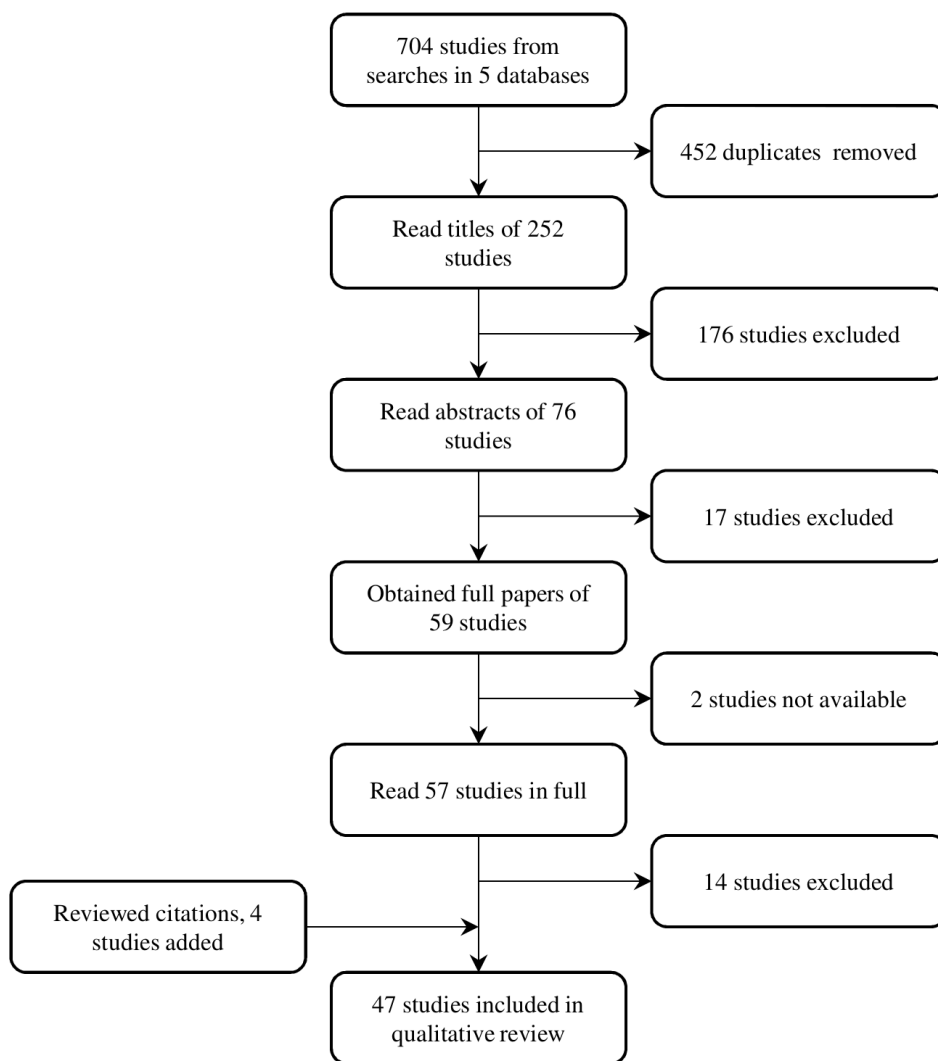 704 studies from
searches in 5 databases
452 duplicates  removed
Read titles of 252
studies
176 studies excluded
Read abstracts of 76
studies
17 studies excluded
Obtained full papers of
59 studies
2 studies not available
Read 57 studies in full
14 studies excluded
Reviewed citations, 4
studies added
47 studies included in
qualitative review